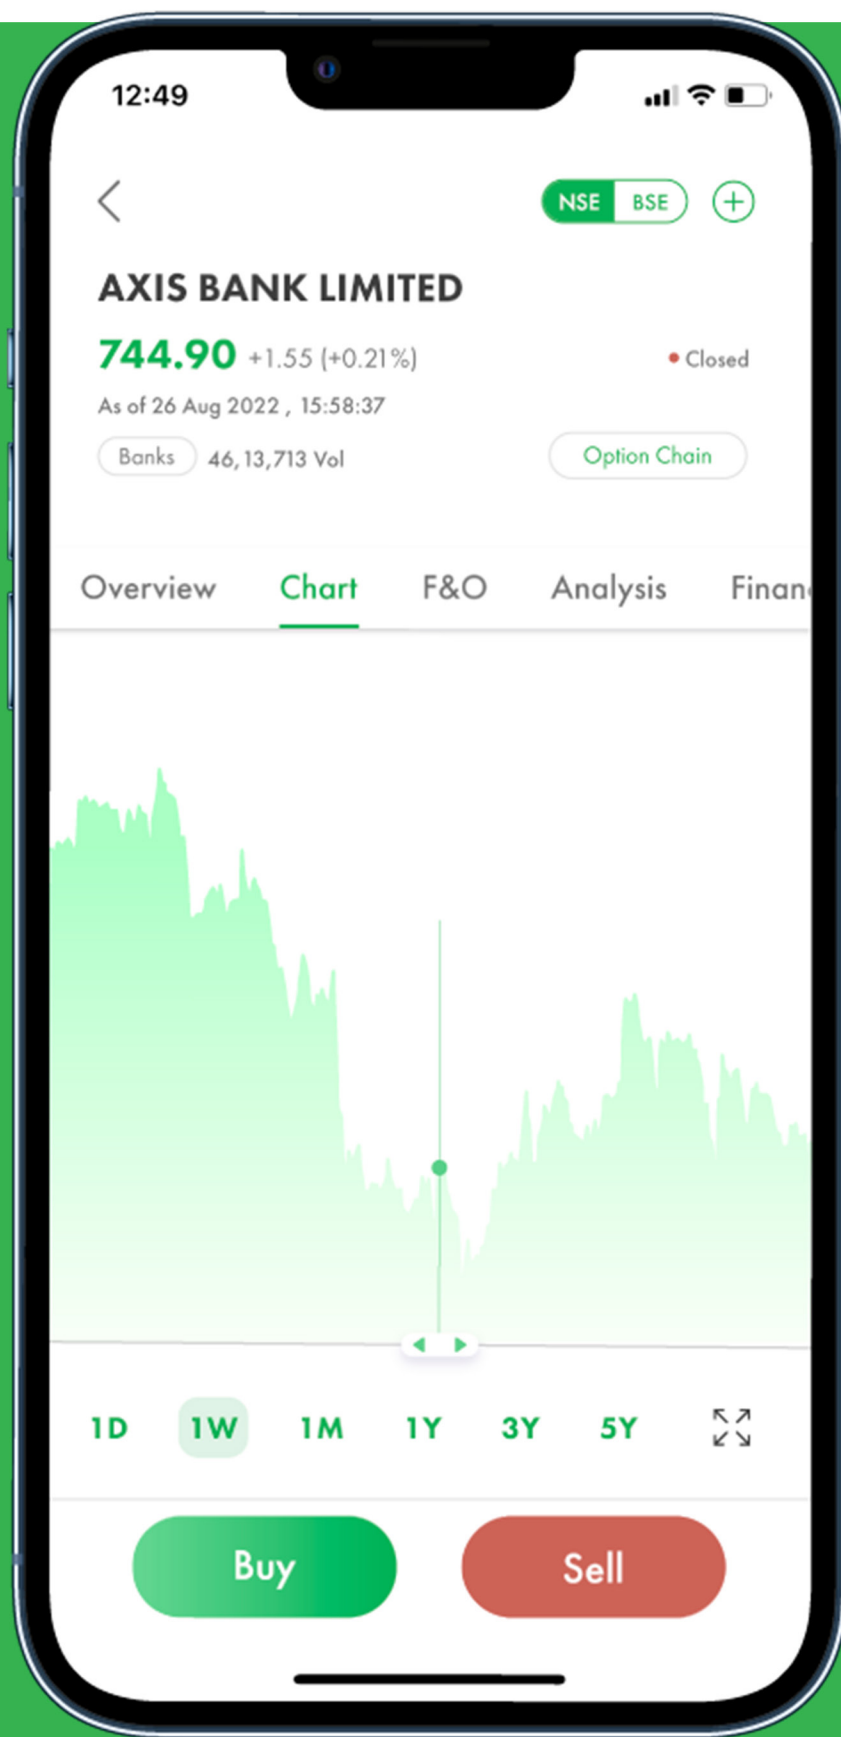 12:49
NSE BSE
AXIS BANK LIMITED
744.90 +1.55 (+0.21%) Closed
As of 26 Aug 2022 , 15:58:37
Banks 46,13,713 Vol Option Chain
Overview Chart F&O Analysis Finan
1D 1W 1M 1Y 3Y 5Y
Buy Sell